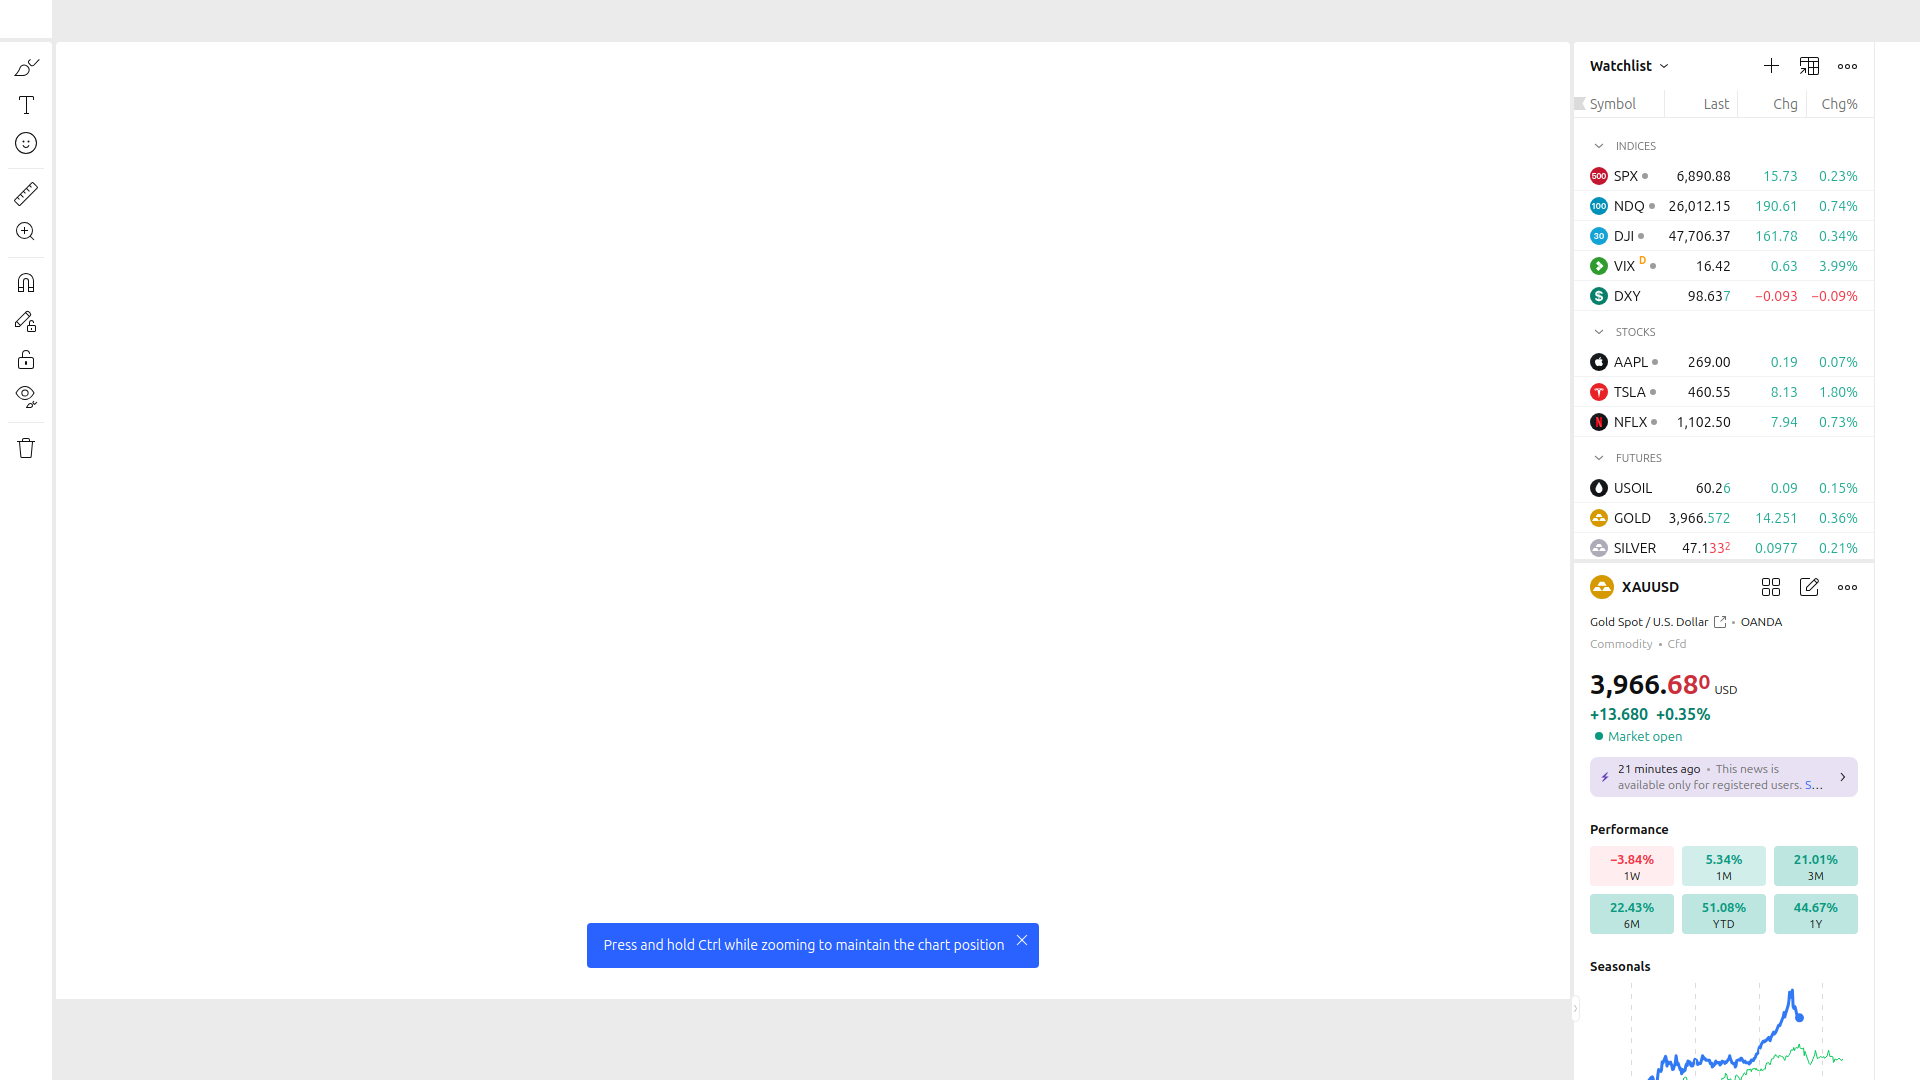 Watchlist
Symbol Last Chg Chg%
INDICES
500 SPX 6,890.88 15.73 0.23%
100 NDQ 26,012.15 190.61 0.74%
30 DJI 47,706.37 161.78 0.34%
VIX D 16.42 0.63 3.99%
DXY 98.637 −0.093 −0.09%
STOCKS
AAPL 269.00 0.19 0.07%
TSLA 460.55 8.13 1.80%
NFLX 1,102.50 7.94 0.73%
FUTURES
USOIL 60.26 0.09 0.15%
GOLD 3,966.572 14.251 0.36%
SILVER 47.1332 0.0977 0.21%
XAUUSD
Gold Spot / U.S. Dollar • OANDA
Commodity • Cfd
3,966.680 USD
+13.680 +0.35%
Market open
21 minutes ago • This news is
available only for registered users. S...
Performance
−3.84% 5.34% 21.01%
1W 1M 3M
22.43% 51.08% 44.67%
6M YTD 1Y
Seasonals
Press and hold Ctrl while zooming to maintain the chart position